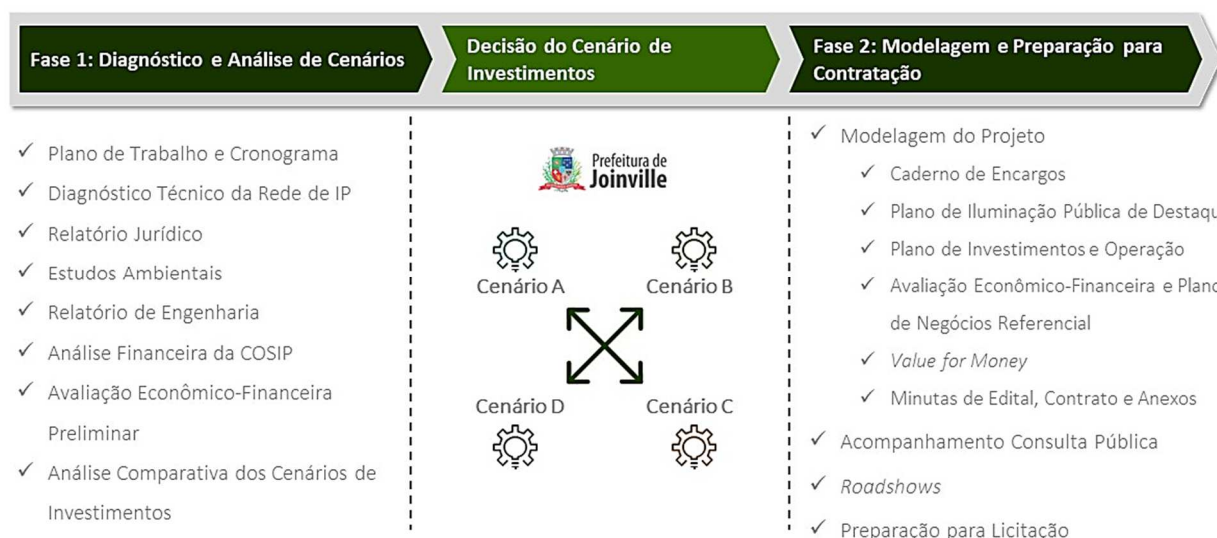 Fase 1: Diagnóstico e Análise de Cenários
Decisão do Cenário de
Investimentos
Fase 2: Modelagem e Preparação para
Contratação
Plano de Trabalho e Cronograma
Diagnóstico Técnico da Rede de IP
Relatório Jurídico
Estudos Ambientais
Relatório de Engenharia
Análise Financeira da COSIP
Avaliação Econômico-Financeira
Preliminar
Análise Comparativa dos Cenários de
Investimentos
Prefeitura de
Joinville
Cenário A
Cenário B
Cenário D
Cenário C
Modelagem do Projeto
Caderno de Encargos
Plano de Iluminação Pública de Destaqu
Plano de Investimentos e Operação
Avaliação Econômico-Financeira e Plano
de Negócios Referencial
Value for Money
Minutas de Edital, Contrato e Anexos
Acompanhamento Consulta Pública
Roadshows
Preparação para Licitação